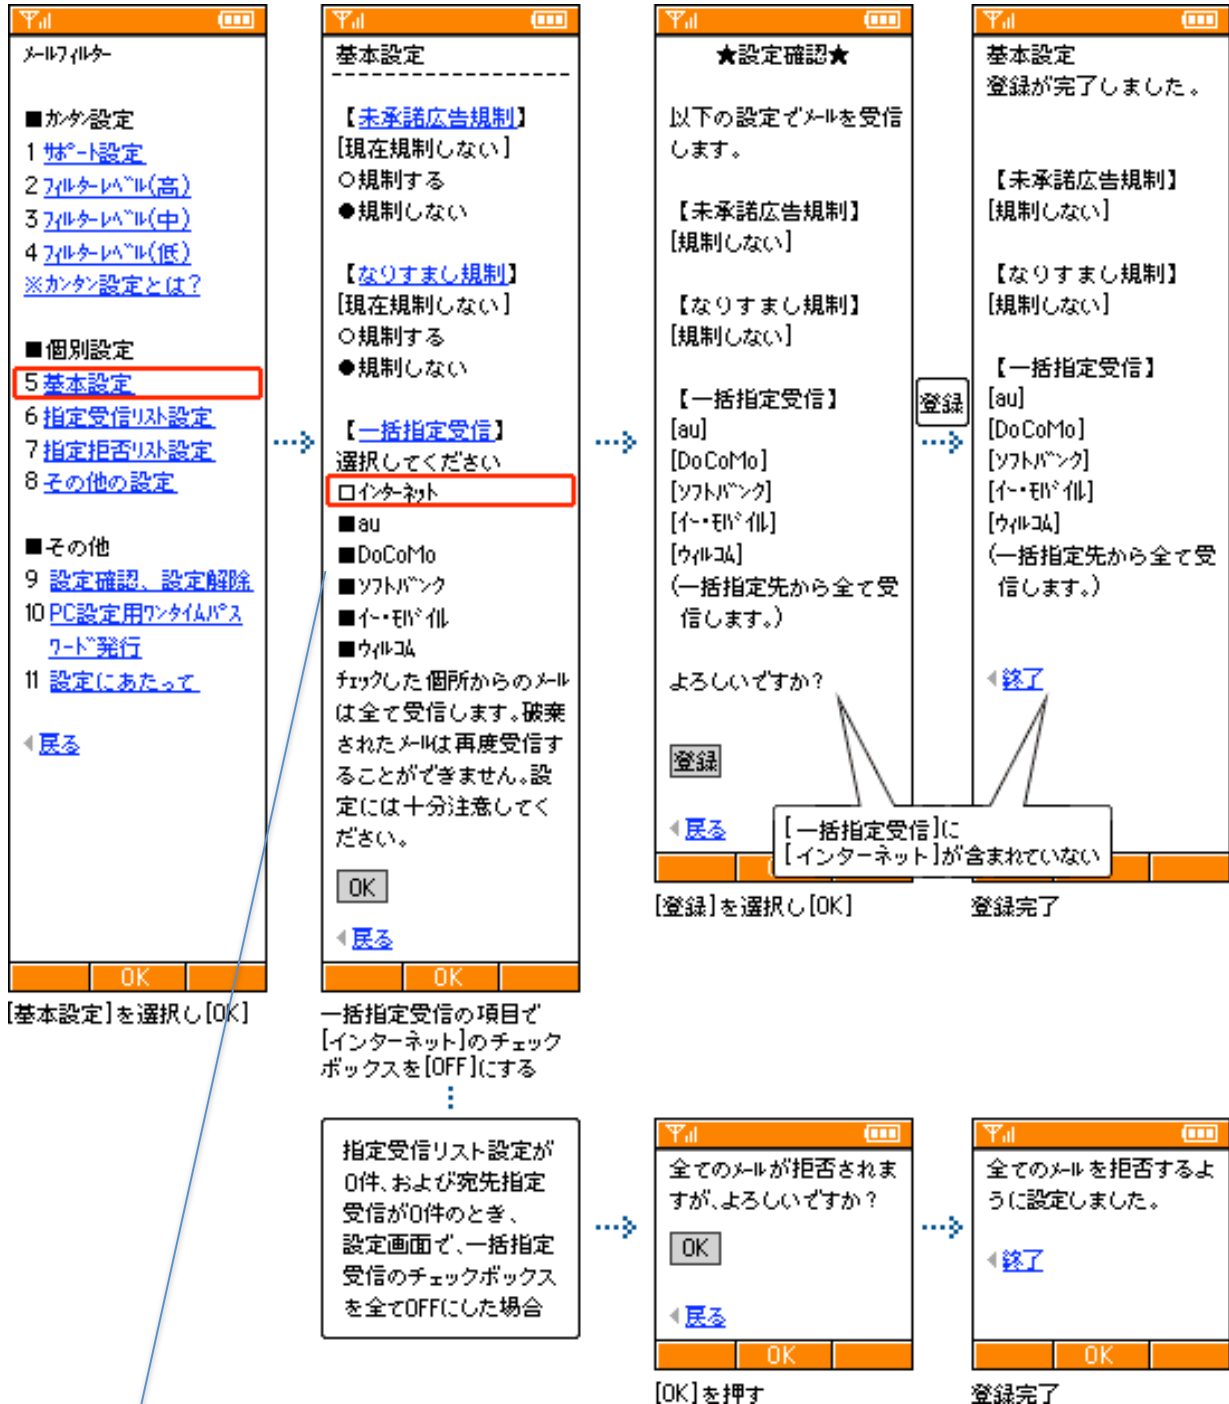 メールフィルター
■カンタン設定
1 サポート設定
2 フィルターレベル(高)
3 フィルターレベル(中)
4 フィルターレベル(低)
※カンタン設定とは?
■個別設定
5 基本設定
6 指定受信リスト設定
7 指定拒否リスト設定
8 その他の設定
■その他
9 設定確認、設定解除
10 PC設定用ワンタイムパス
ワード発行
11 設定にあたって
戻る
OK
[基本設定]を選択し[OK]
基本設定
【未承諾広告規制】
[現在規制しない]
○規制する
●規制しない
【なりすまし規制】
[現在規制しない]
○規制する
●規制しない
【一括指定受信】
選択してください
□インターネット
■au
■DoCoMo
■ソフトバンク
■イー・モバイル
■ウィルコム
チェックした個所からのメール
は全て受信します。破棄
されたメールは再度受信す
ることができません。設
定には十分注意してく
ださい。
OK
戻る
OK
一括指定受信の項目で
[インターネット]のチェック
ボックスを[OFF]にする
★設定確認★
以下の設定でメールを受信
します。
【未承諾広告規制】
[規制しない]
【なりすまし規制】
[規制しない]
【一括指定受信】
[au]
[DoCoMo]
[ソフトバンク]
[イー・モバイル]
[ウィルコム]
(一括指定先から全て受
信します。)
よろしいですか?
登録
戻る
[登録]を選択し[OK]
登録
基本設定
登録が完了しました。
【未承諾広告規制】
[規制しない]
【なりすまし規制】
[規制しない]
【一括指定受信】
[au]
[DoCoMo]
[ソフトバンク]
[イー・モバイル]
[ウィルコム]
(一括指定先から全て受
信します。)
終了
[一括指定受信]に
[インターネット]が含まれていない
登録完了
指定受信リスト設定が
0件、および宛先指定
受信が0件のとき、
設定画面で、一括指定
受信のチェックボックス
を全てOFFにした場合
全てのメールが拒否されま
すが、よろしいですか?
OK
戻る
OK
[OK]を押す
全てのメールを拒否するよ
うに設定しました。
終了
OK
登録完了